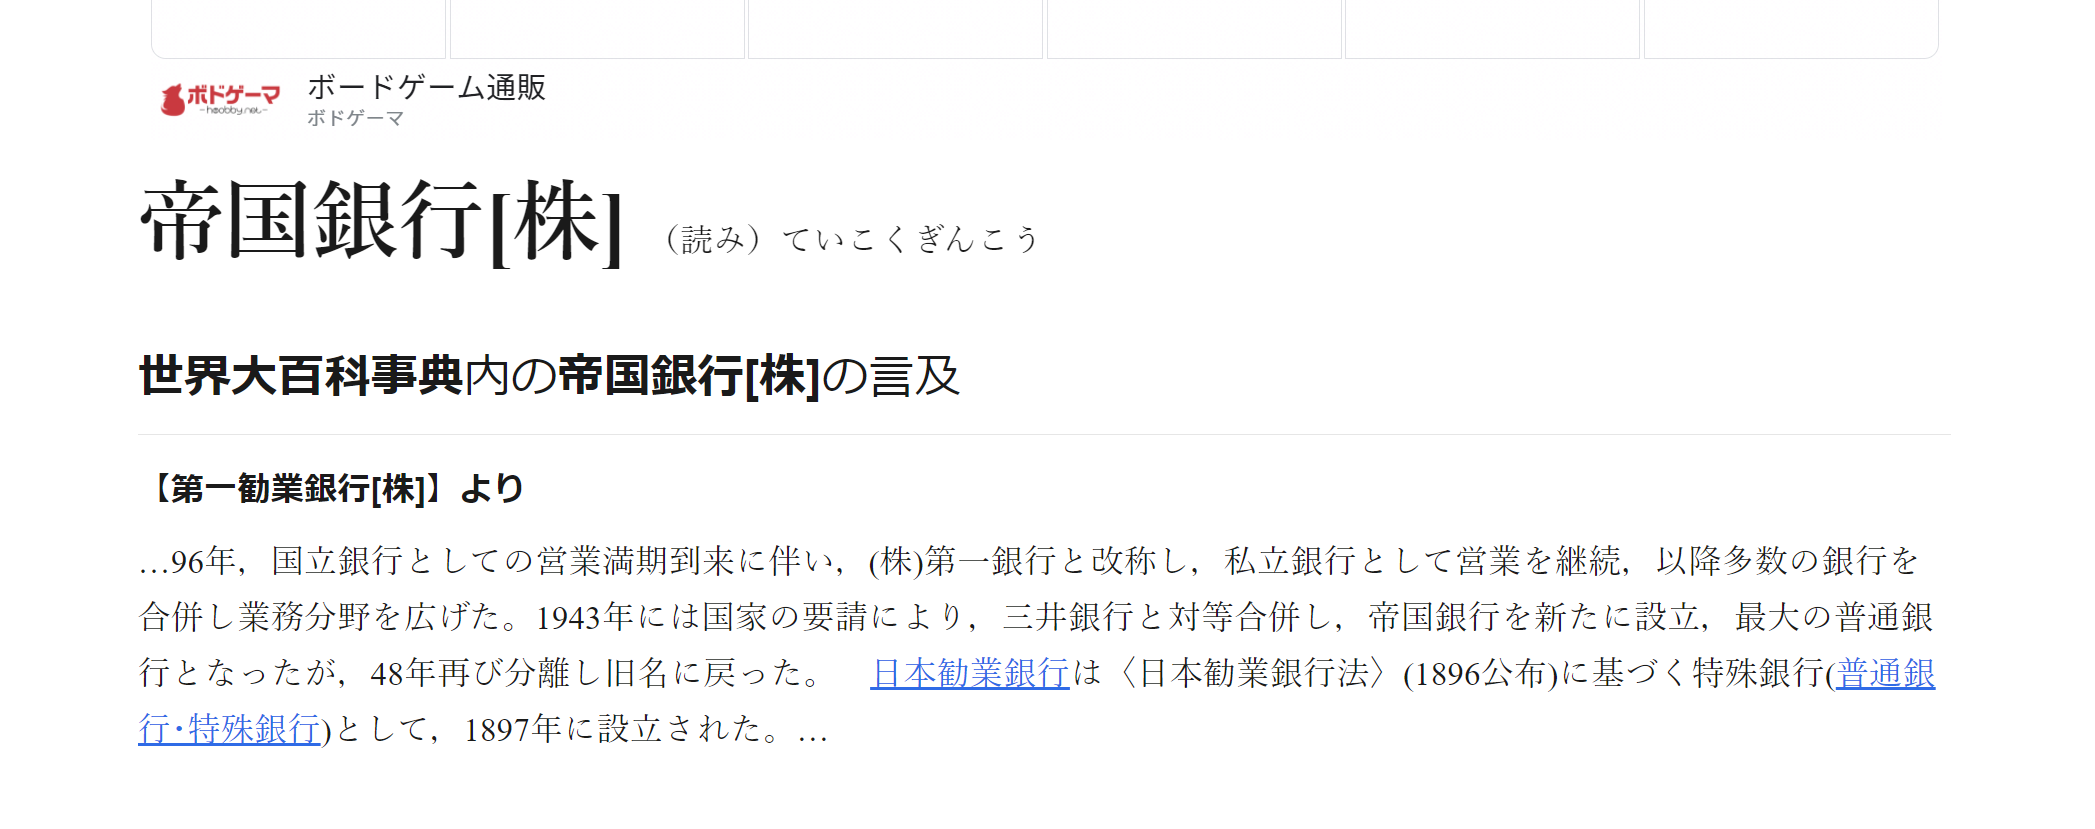 ボドゲーマ
-hoobby.net-
ボードゲーム通販
ボドゲーマ
帝国銀行[株] （読み）ていこくぎんこう
世界大百科事典内の帝国銀行[株]の言及
【第一勧業銀行[株]】より
…96年，国立銀行としての営業満期到来に伴い，(株)第一銀行と改称し，私立銀行として営業を継続，以降多数の銀行を
合併し業務分野を広げた。1943年には国家の要請により，三井銀行と対等合併し，帝国銀行を新たに設立，最大の普通銀
行となったが，48年再び分離し旧名に戻った。　日本勧業銀行は〈日本勧業銀行法〉(1896公布)に基づく特殊銀行(普通銀
行・特殊銀行)として，1897年に設立された。…